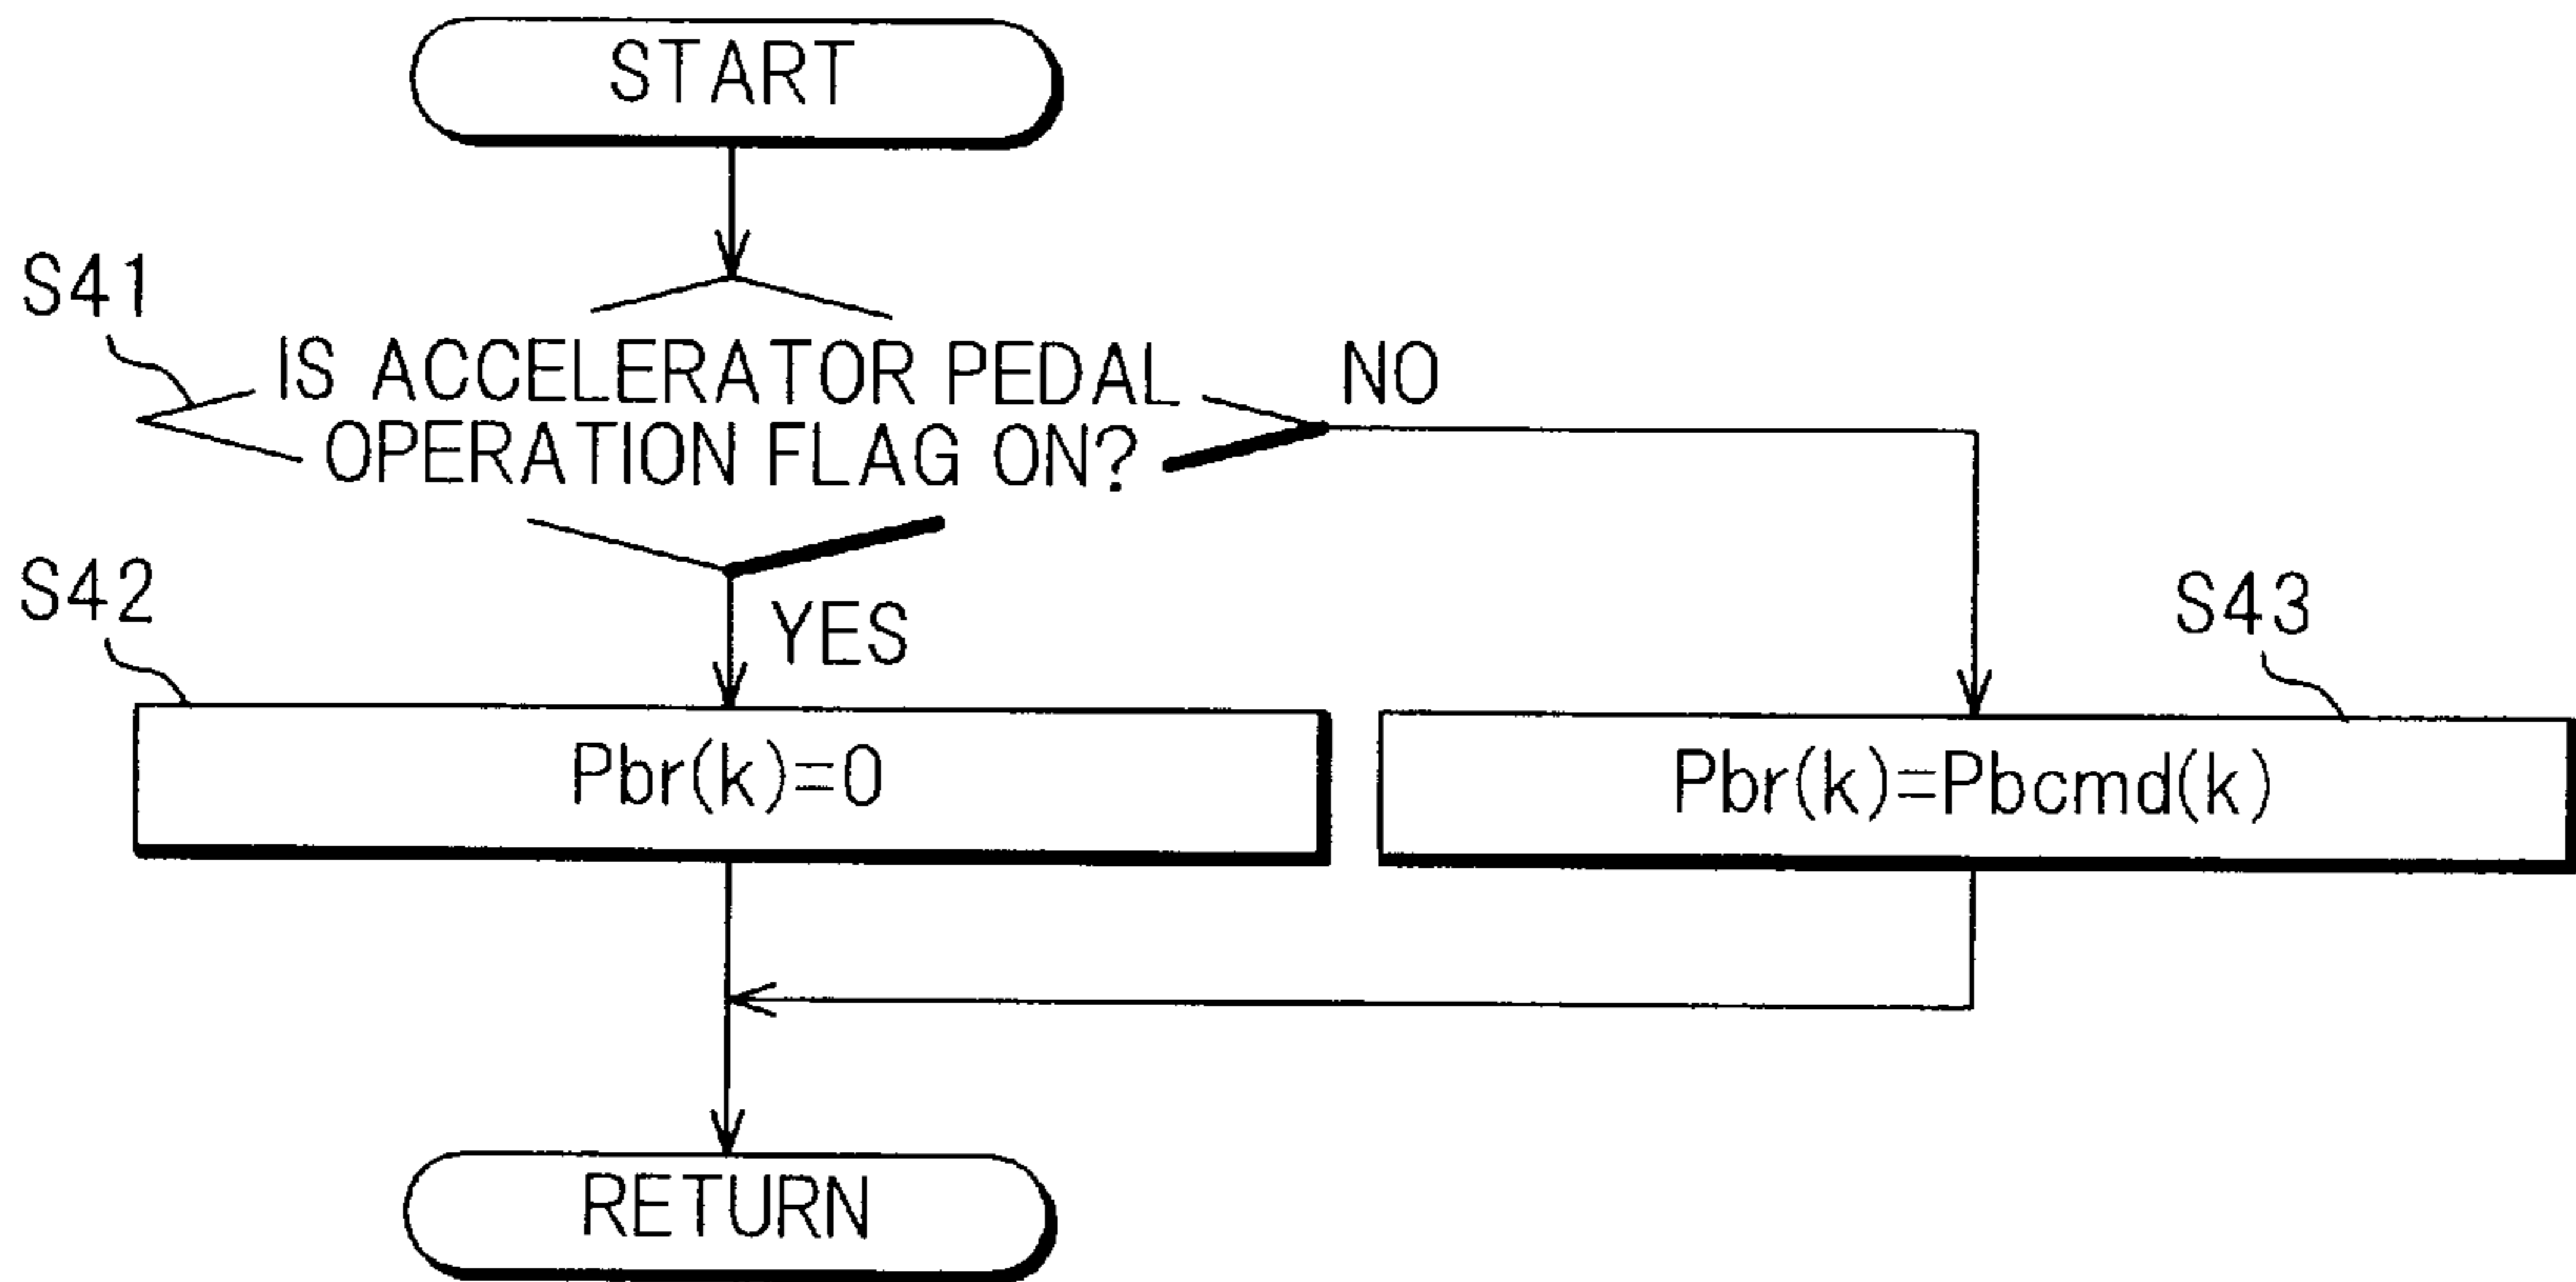 START
S41
IS ACCELERATOR PEDAL
OPERATION FLAG ON?
NO
YES
S42
Pbr(k)=0
S43
Pbr(k)=Pbcmd(k)
RETURN